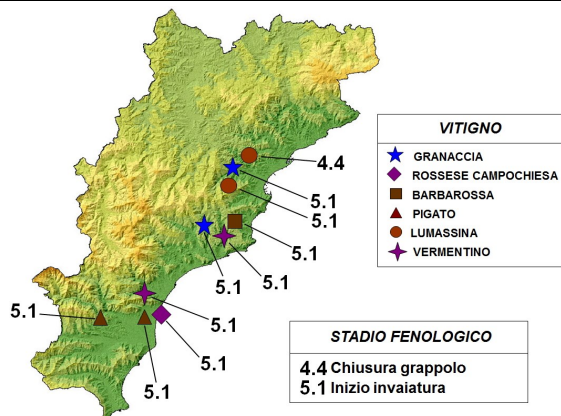 4.4
5.1
5.1
5.1
5.1
5.1
5.1
5.1
5.1
5.1
VITIGNO
GRANACCIA
ROSSESE CAMPOCHIESA
BARBAROSSA
PIGATO
LUMASSINA
VERMENTINO
STADIO FENOLOGICO
4.4 Chiusura grappolo
5.1 Inizio invaiatura